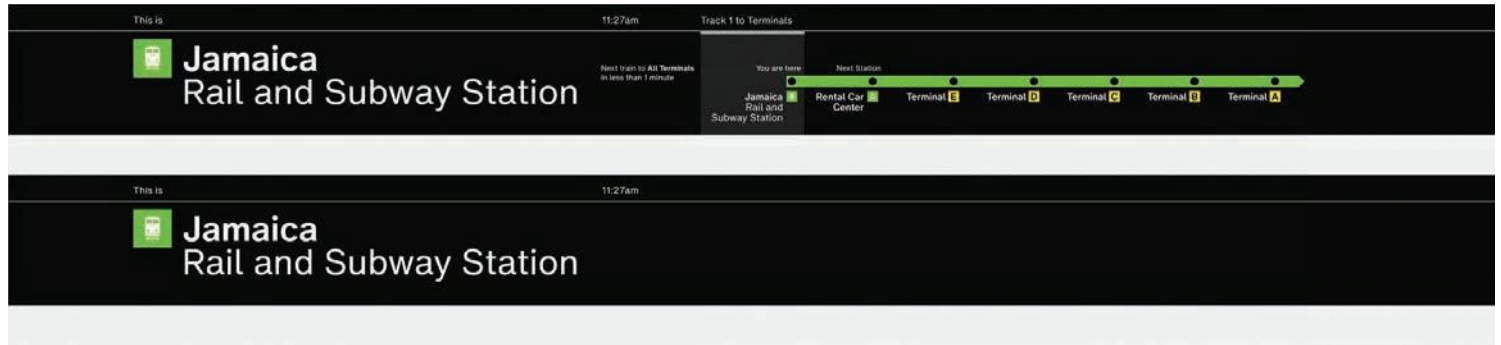 This is
11:27am
Track 1 to Terminals
Jamaica
Rail and Subway Station
Next train to All Terminals
in less than 1 minute
You are here
Next Station
Jamaica
Rail and
Subway Station
Rental Car
Center
Terminal E
Terminal D
Terminal C
Terminal B
Terminal A
This is
11:27am
Jamaica
Rail and Subway Station